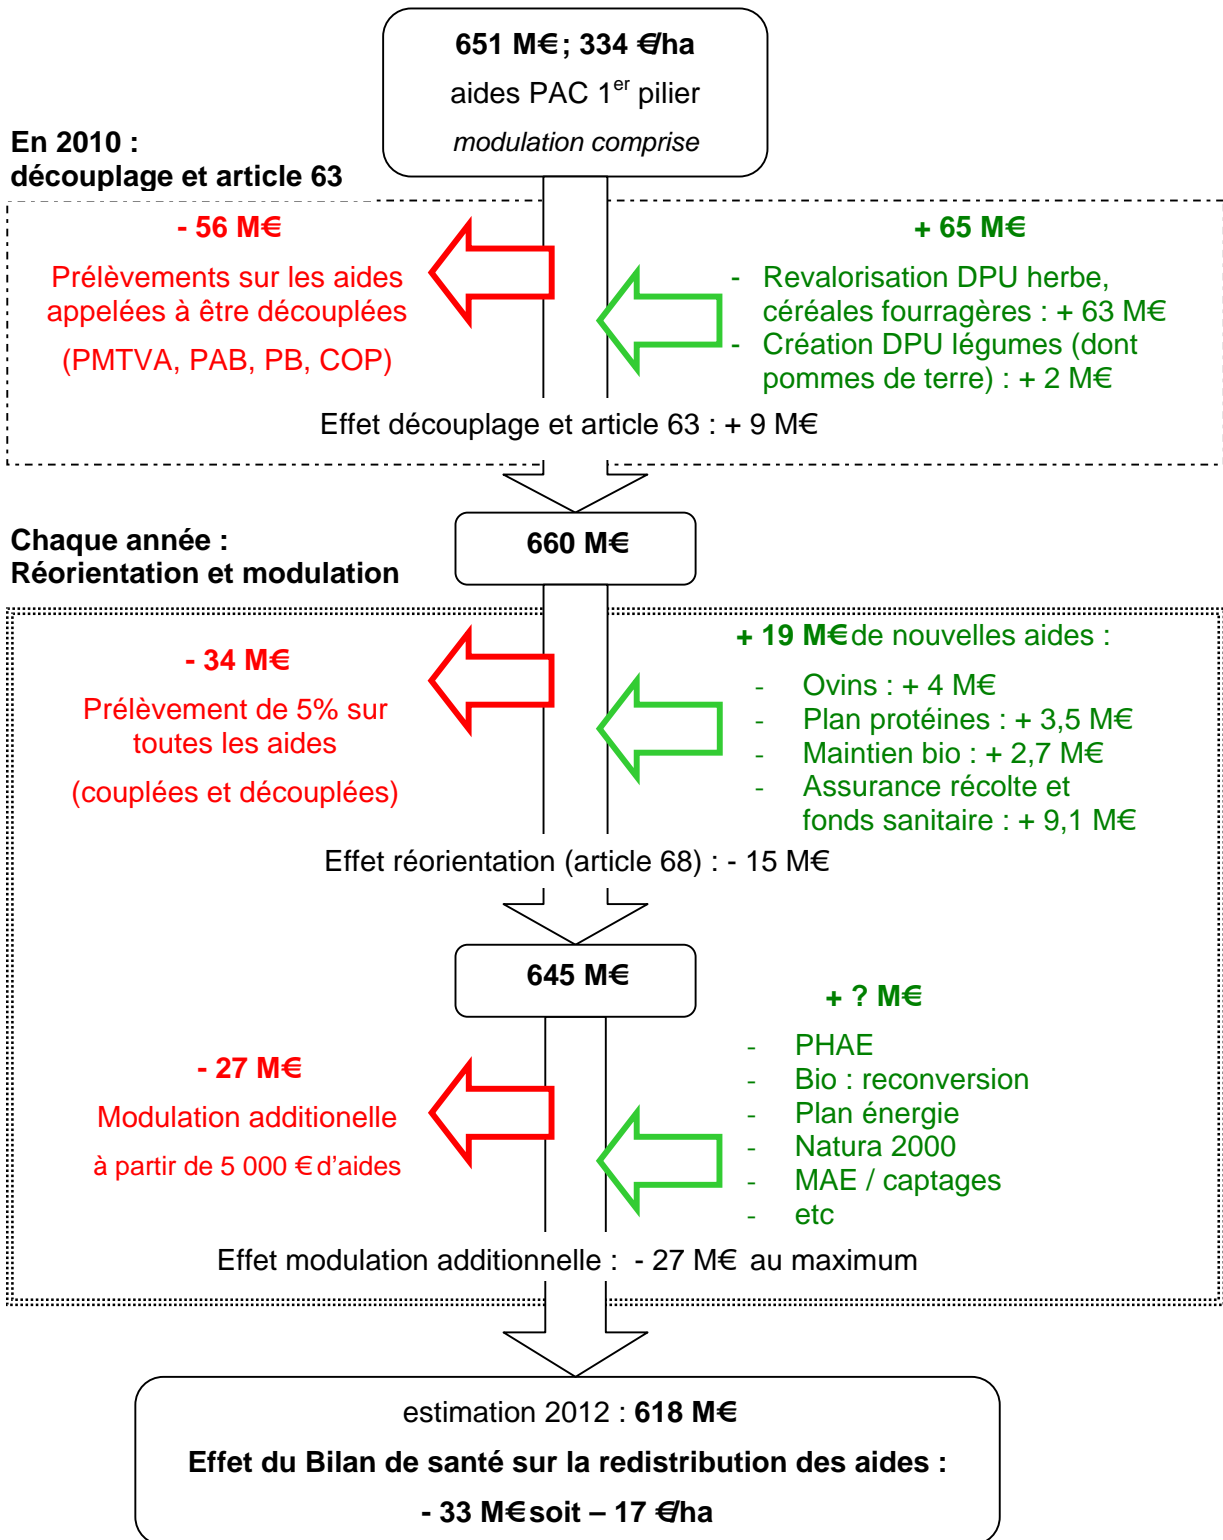 651 M€ ; 334 €/ha
aides PAC 1er pilier
modulation comprise
En 2010 :
découplage et article 63
- 56 M€
Prélèvements sur les aides
appelées à être découplées
(PMTVA, PAB, PB, COP)
+ 65 M€
- Revalorisation DPU herbe,
céréales fourragères : + 63 M€
- Création DPU légumes (dont
pommes de terre) : + 2 M€
Effet découplage et article 63 : + 9 M€
660 M€
Chaque année :
Réorientation et modulation
- 34 M€
Prélèvement de 5% sur
toutes les aides
(couplées et découplées)
+ 19 M€ de nouvelles aides :
- Ovins : + 4 M€
- Plan protéines : + 3,5 M€
- Maintien bio : + 2,7 M€
- Assurance récolte et
fonds sanitaire : + 9,1 M€
Effet réorientation (article 68) : - 15 M€
645 M€
- 27 M€
Modulation additionelle
à partir de 5 000 € d'aides
+ ? M€
- PHAE
- Bio : reconversion
- Plan énergie
- Natura 2000
- MAE / captages
- etc
Effet modulation additionnelle : - 27 M€ au maximum
estimation 2012 : 618 M€
Effet du Bilan de santé sur la redistribution des aides :
- 33 M€ soit – 17 €/ha